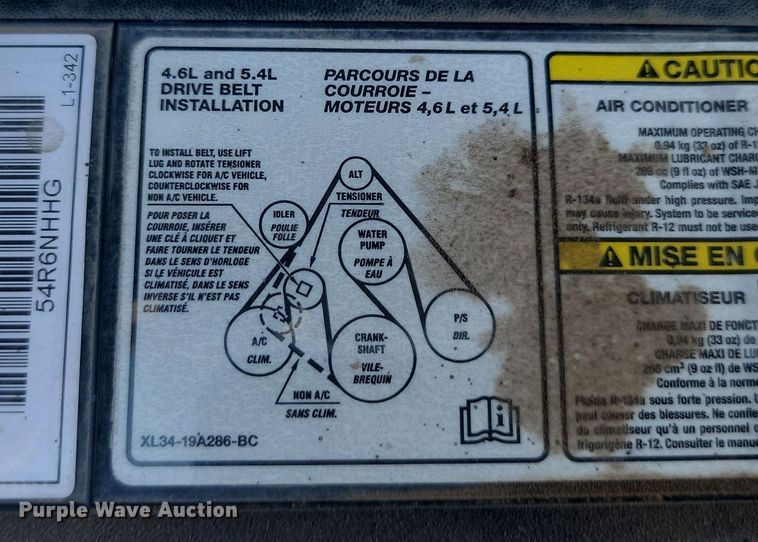 L1-342
54R6NHHG
4.6L and 5.4L
DRIVE BELT
INSTALLATION
PARCOURS DE LA
COURROIE –
MOTEURS 4,6 L et 5,4 L
TO INSTALL BELT, USE LIFT
LUG AND ROTATE TENSIONER
CLOCKWISE FOR A/C VEHICLE,
COUNTERCLOCKWISE FOR
NON A/C VEHICLE.
POUR POSER LA
COURROIE, INSÉRER
UNE CLÉ À CLIQUET ET
FAIRE TOURNER LE TENDEUR
DANS LE SENS D'HORLOGE
SI LE VÉHICULE EST
CLIMATISÉ, DANS LE SENS
INVERSE S'IL N'EST PAS
CLIMATISÉ.
ALT
TENSIONER
TENDEUR
IDLER
POULIE
FOLLE
WATER
PUMP
POMPE À
EAU
P/S
DIR.
A/C
CLIM.
CRANK-
SHAFT
VILE-
BREQUIN
NON A/C
SANS CLIM.
i
XL34-19A286-BC
CAUTIO
AIR CONDITIONER
MAXIMUM OPERATING CH
0.94 kg (33 oz) of R-1
MAXIMUM LUBRICANT CHARG
266 cc (9 fl oz) of WSH-M
Complies with SAE J
R-134a fluid under high pressure. Imp
may cause injury. System to be service
only. Refrigerant R-12 must not be use
MISE EN
CLIMATISEUR
CHARGE MAXI DE FONCT
0,94 kg (33 oz) de
CHARGE MAXI DE LU
266 cm³ (9 oz fl) de WS
Conforme à la norme
Fluide R-134a sous forte pression. U
peut causer des blessures. Ne confie
du climatiseur qu'à un personnel q
frigorigène R-12. Consulter le manue
Purple Wave Auction